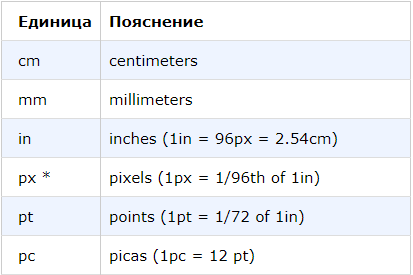 Единица Пояснение
cm centimeters
mm millimeters
in inches (1in = 96px = 2.54cm)
px * pixels (1px = 1/96th of 1in)
pt points (1pt = 1/72 of 1in)
pc picas (1pc = 12 pt)